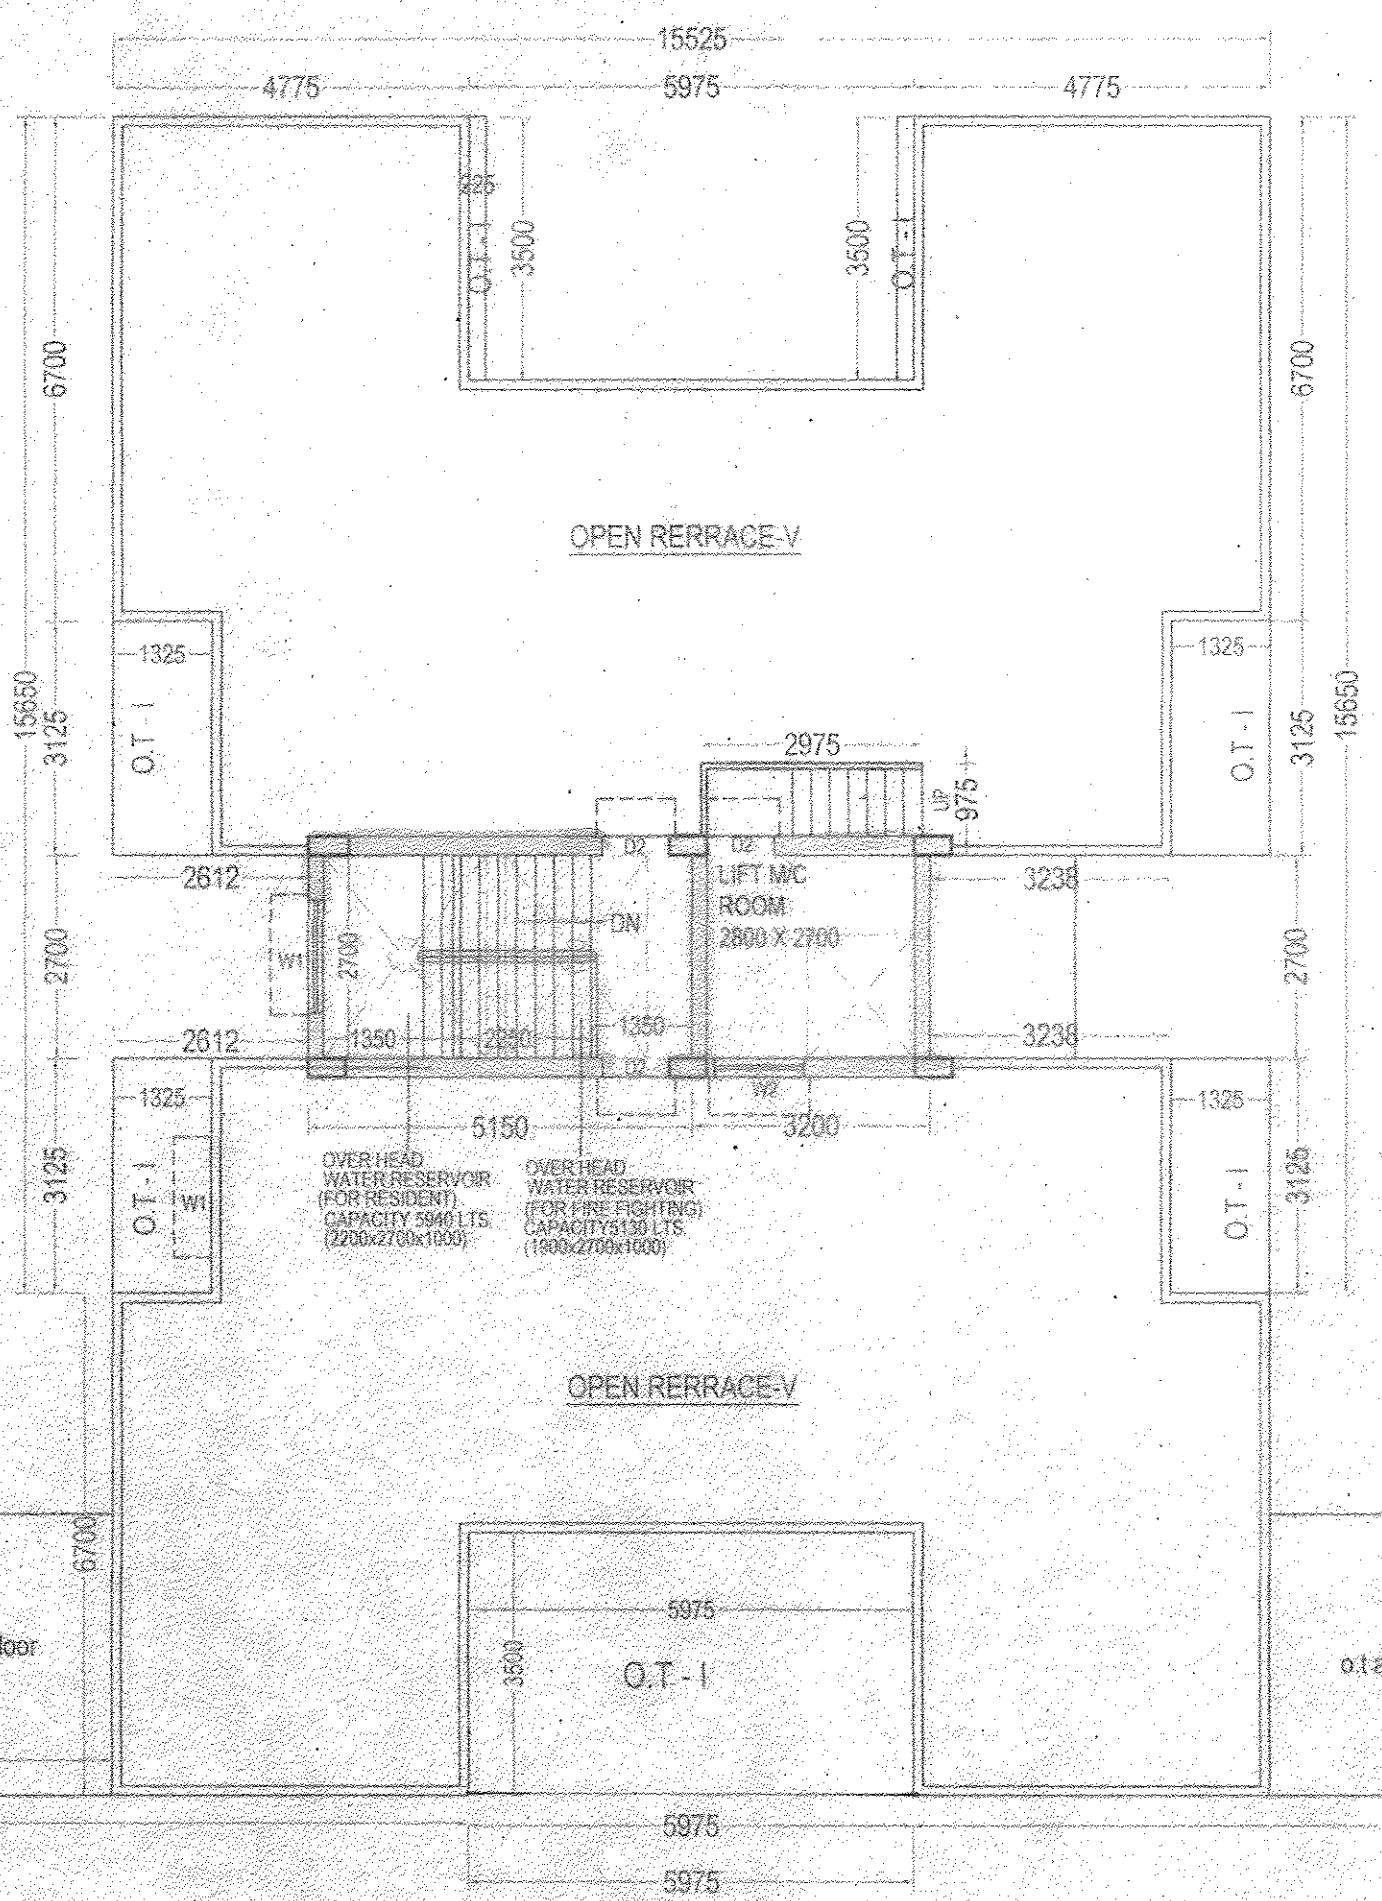 15525
4775
5975
4775
225
O.T - I
3500
3500
O.T - I
6700
6700
OPEN RERRACE-V
1325
1325
15650
3125
O.T - I
O.T - I
3125
15650
2975
UP
975
D2
D2
2612
LIFT M/C
ROOM
2800 X 2700
3238
DN
W1
2700
2700
2700
2612
1350
2250
1350
3238
D2
W2
1325
1325
5150
3200
3125
O.T - I
W1
O.T - I
3125
OVER HEAD
WATER RESERVOIR
(FOR RESIDENT)
CAPACITY 5940 LTS
(2200x2700x1000)
OVER HEAD
WATER RESERVOIR
(FOR FIRE FIGHTING)
CAPACITY5130 LTS
(1900x2700x1000)
OPEN RERRACE-V
6700
5975
3500
O.T - I
loor
5975
5975